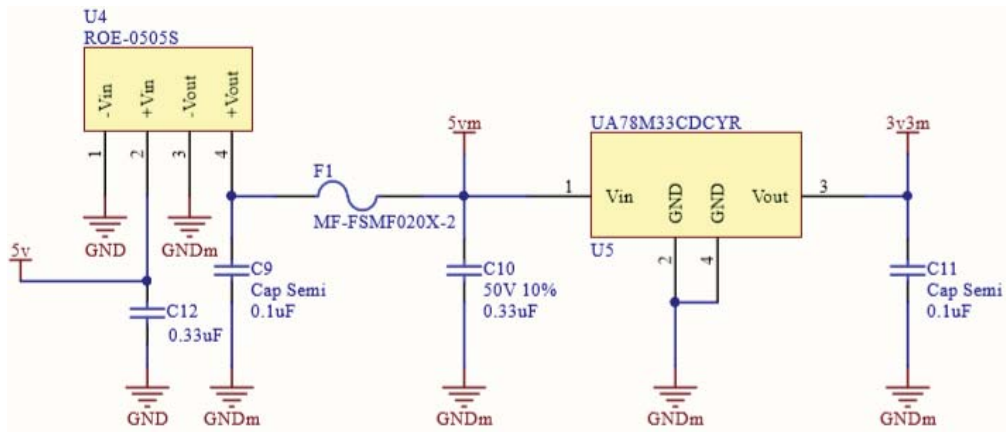 U4
ROE-0505S
-Vin
+Vin
-Vout
+Vout
1
2
3
4
GND
GNDm
5v
C12
0.33uF
GND
C9
Cap Semi
0.1uF
GNDm
F1
MF-FSMF020X-2
5vm
C10
50V 10%
0.33uF
GNDm
UA78M33CDCYR
1
Vin
GND
GND
Vout
3
U5
2
4
GNDm
3v3m
C11
Cap Semi
0.1uF
GNDm